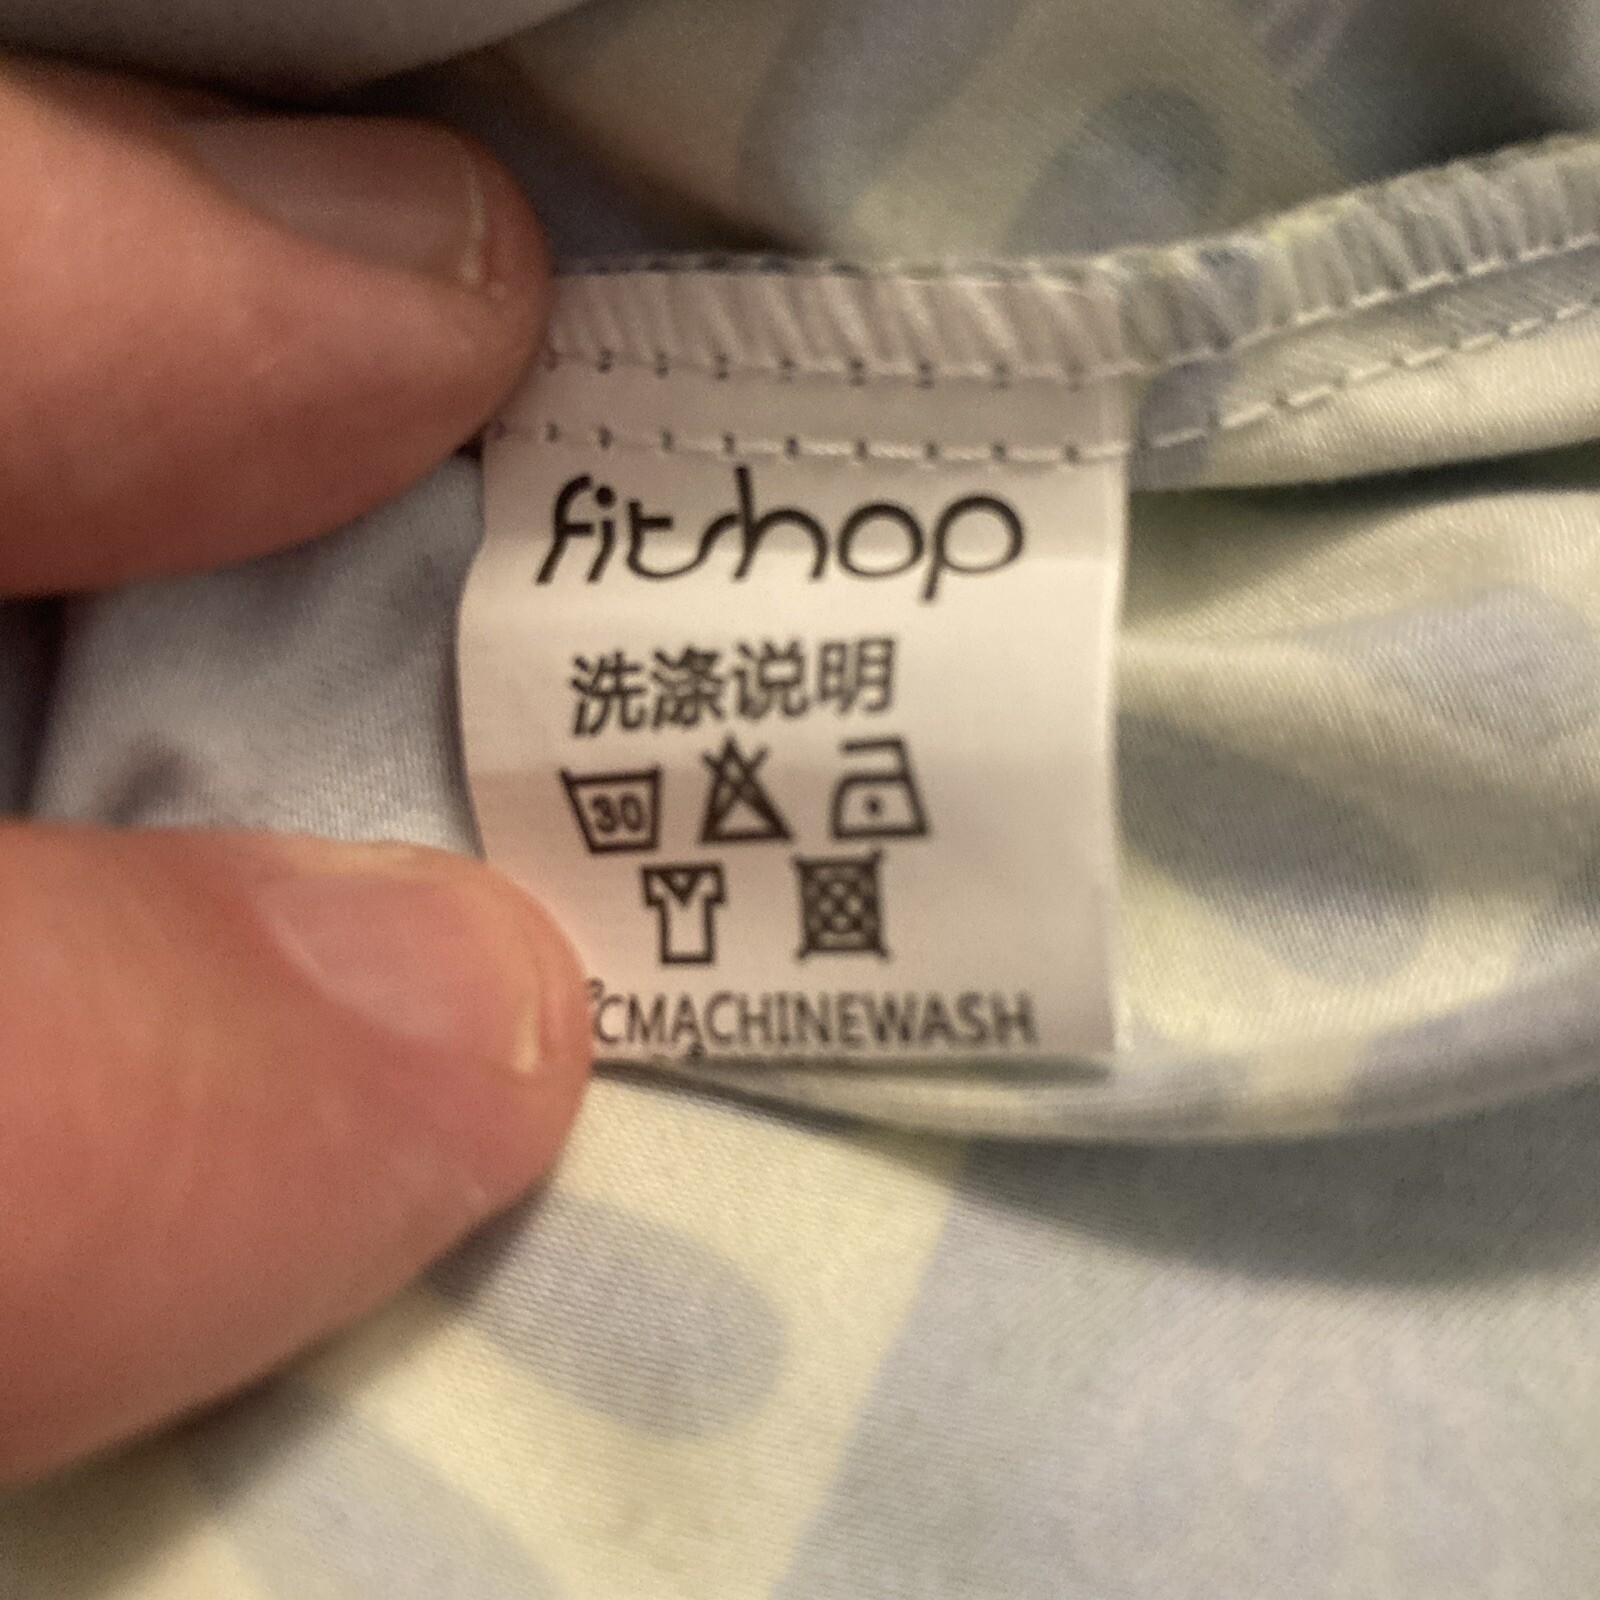 fitshop
洗涤说明
30
°CMACHINEWASH